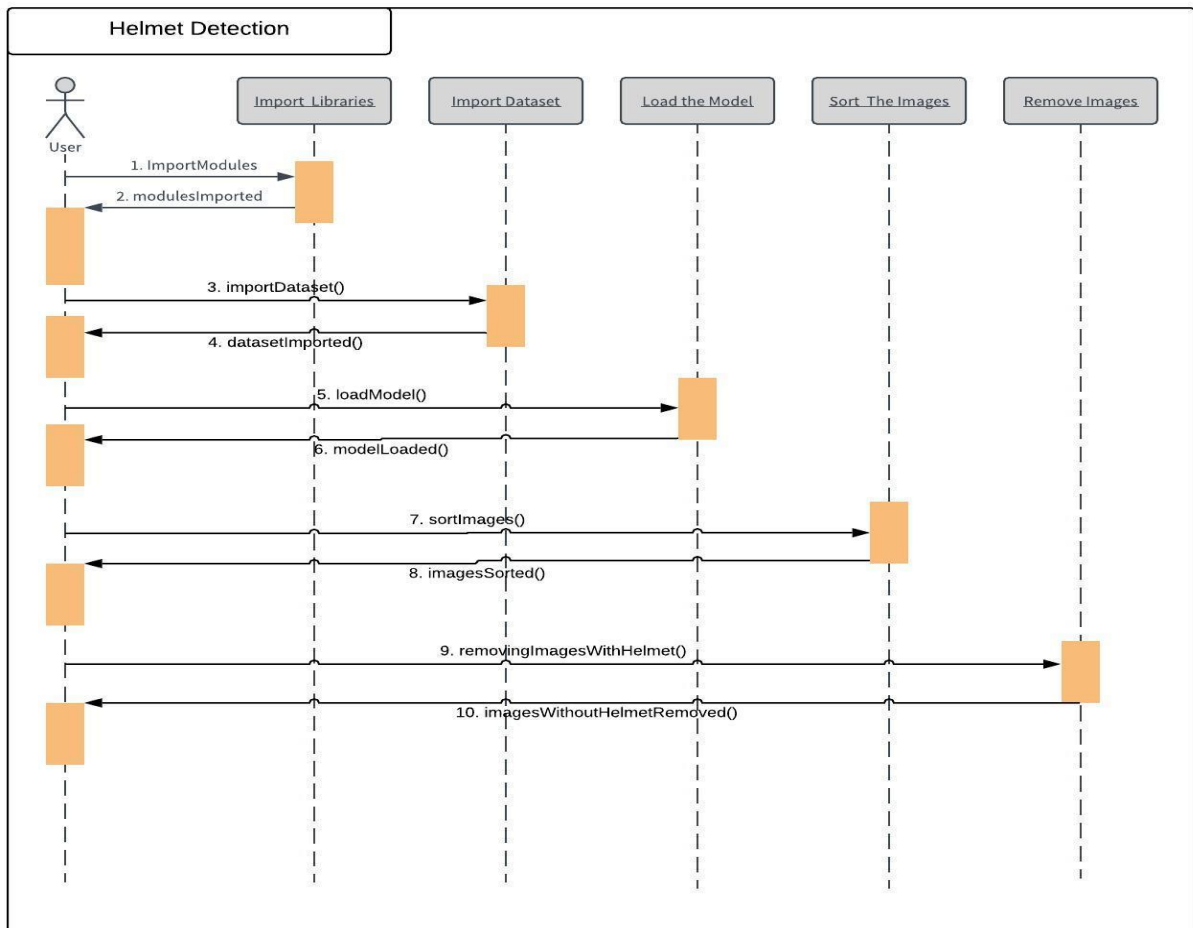 Helmet Detection
Import Libraries
Import Dataset
Load the Model
Sort The Images
Remove Images
User
1. ImportModules
2. modulesImported
3. importDataset()
4. datasetImported()
5. loadModel()
6. modelLoaded()
7. sortImages()
8. imagesSorted()
9. removingImagesWithHelmet()
10. imagesWithoutHelmetRemoved()